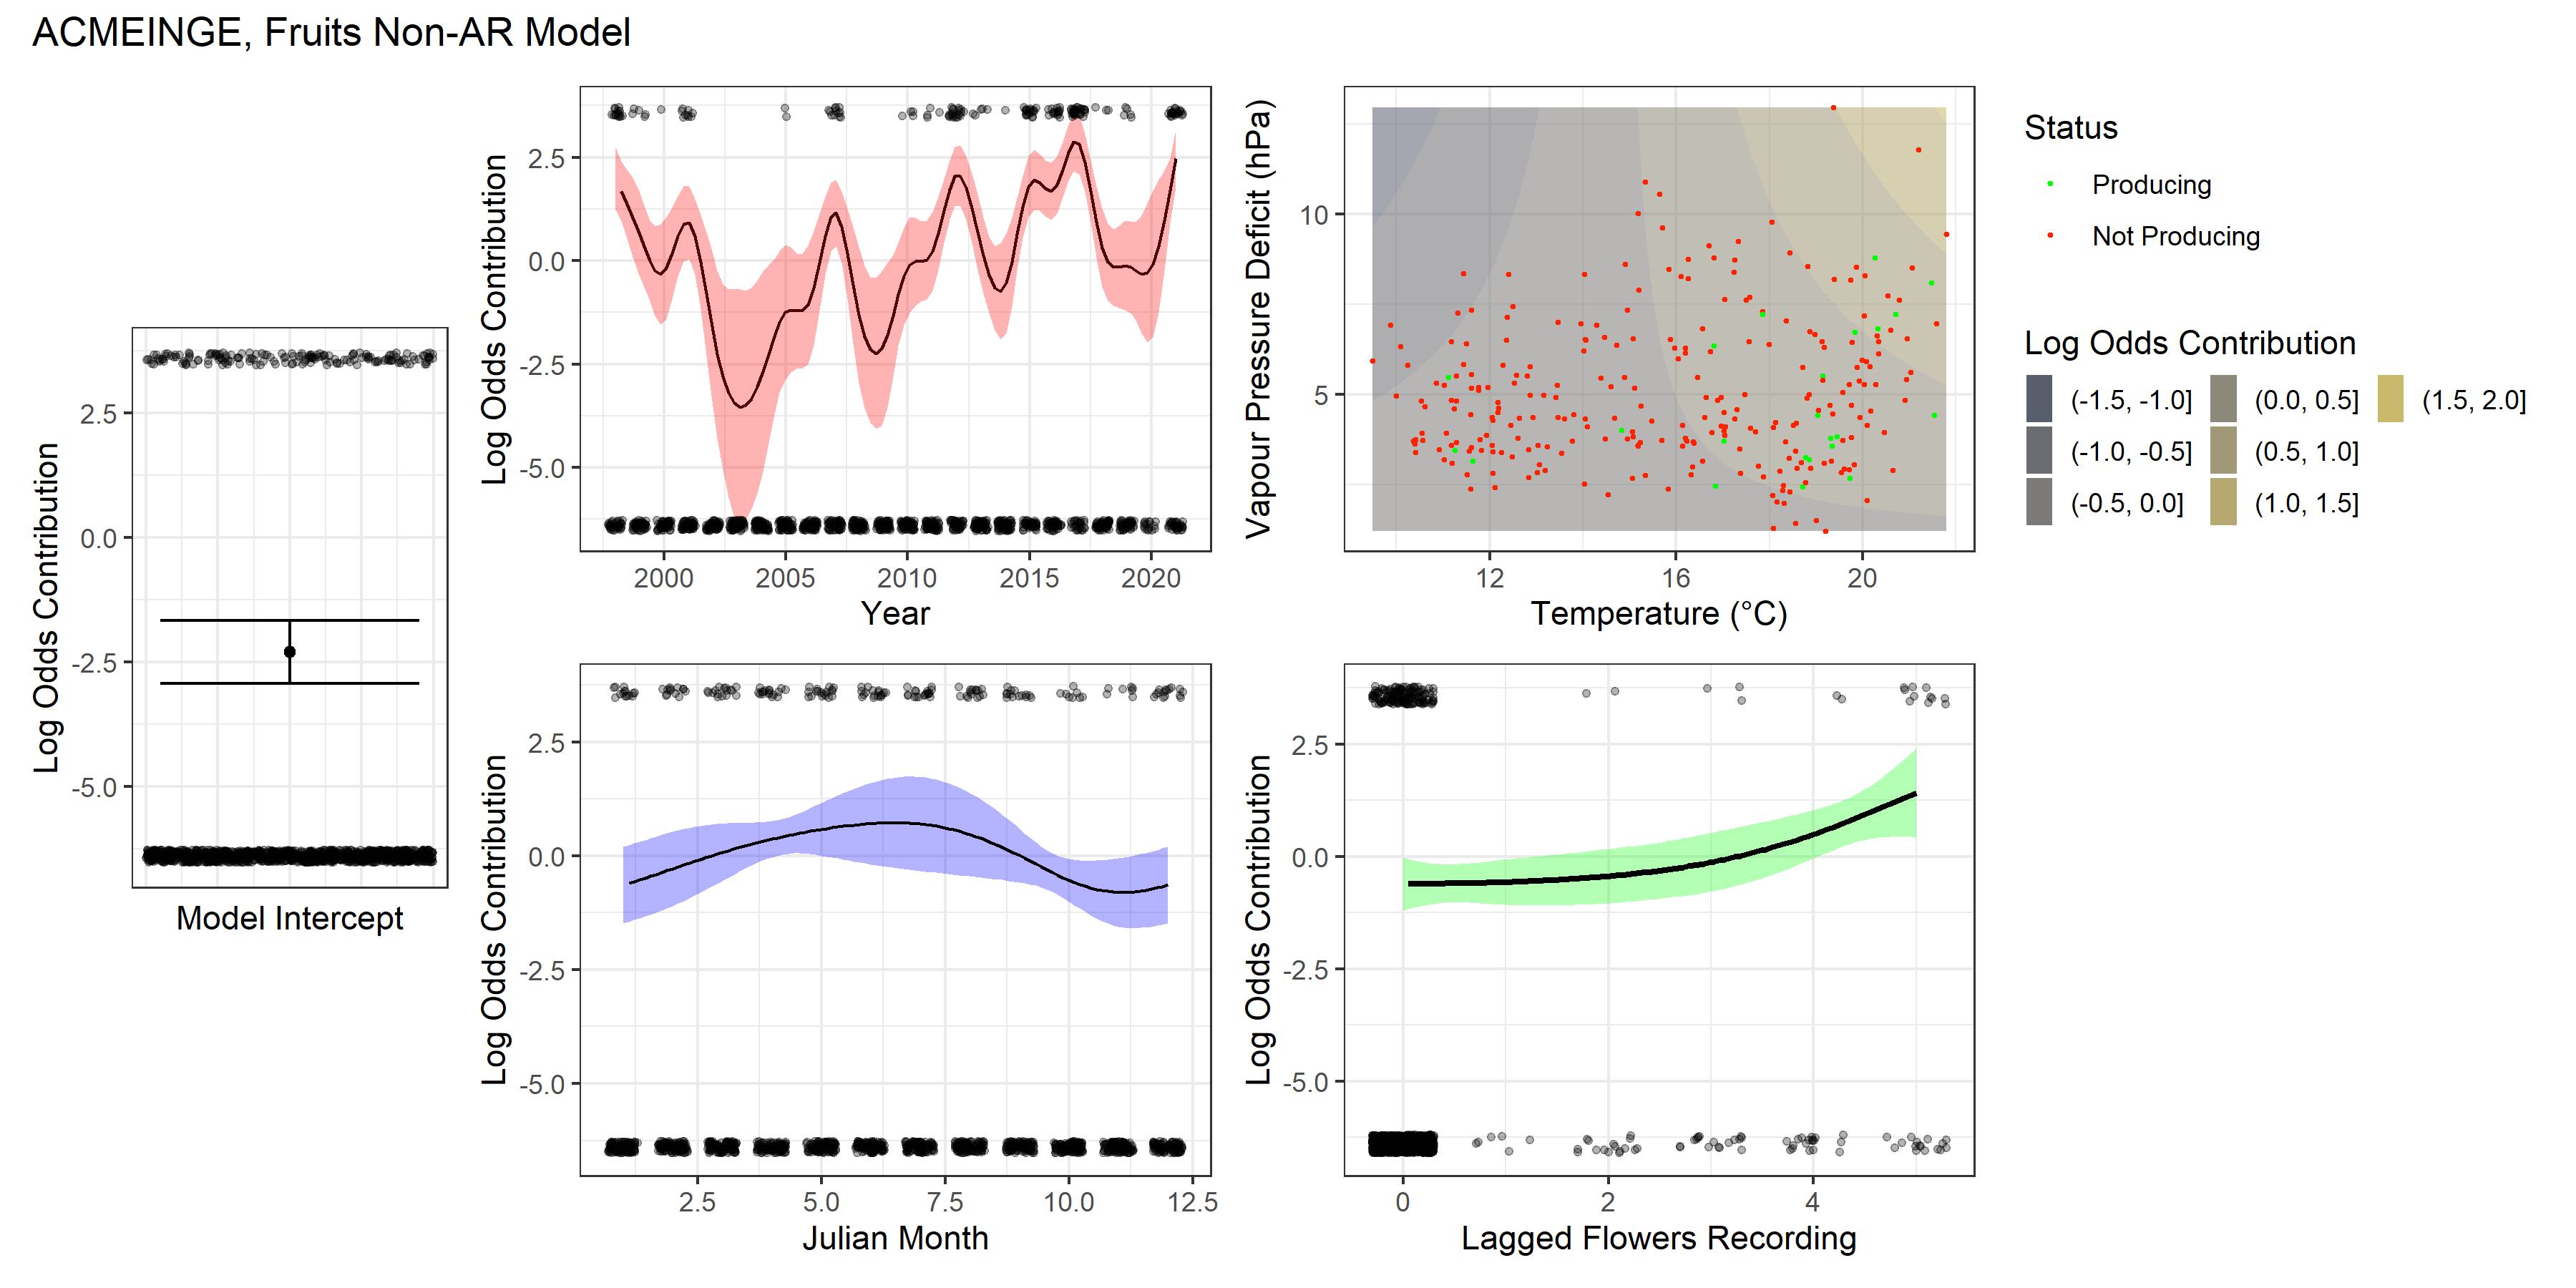 ACMEINGE, Fruits Non-AR Model
Log Odds Contribution
2.5
0.0
-2.5
-5.0
Model Intercept
Log Odds Contribution
2.5
0.0
-2.5
-5.0
2000 2005 2010 2015 2020
Year
Vapour Pressure Deficit (hPa)
10
5
12 16 20
Temperature (°C)
Status
Producing
Not Producing
Log Odds Contribution
(-1.5, -1.0] (0.0, 0.5] (1.5, 2.0]
(-1.0, -0.5] (0.5, 1.0]
(-0.5, 0.0] (1.0, 1.5]
Log Odds Contribution
2.5
0.0
-2.5
-5.0
2.5 5.0 7.5 10.0 12.5
Julian Month
Log Odds Contribution
2.5
0.0
-2.5
-5.0
0 2 4
Lagged Flowers Recording